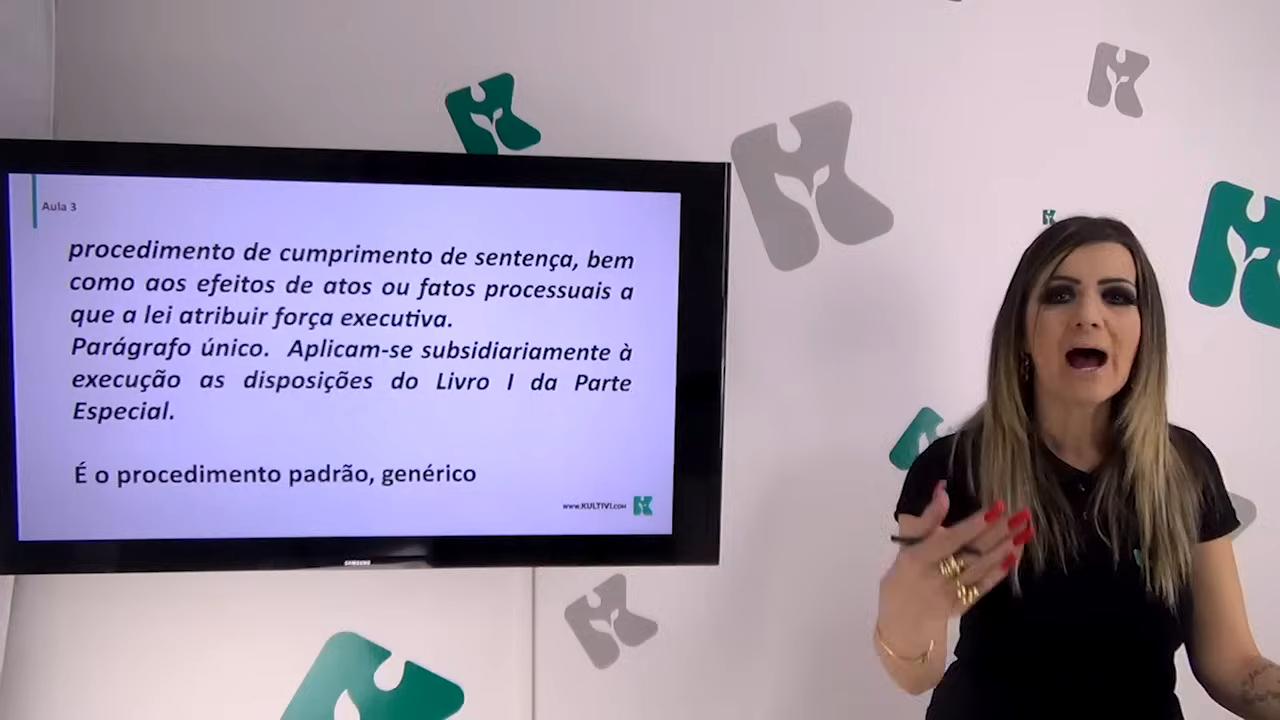 Aula 3
procedimento de cumprimento de sentença, bem
como aos efeitos de atos ou fatos processuais a
que a lei atribuir força executiva.
Parágrafo único. Aplicam-se subsidiariamente à
execução as disposições do Livro I da Parte
Especial.
É o procedimento padrão, genérico
www.KULTIVI.com
SAMSUNG